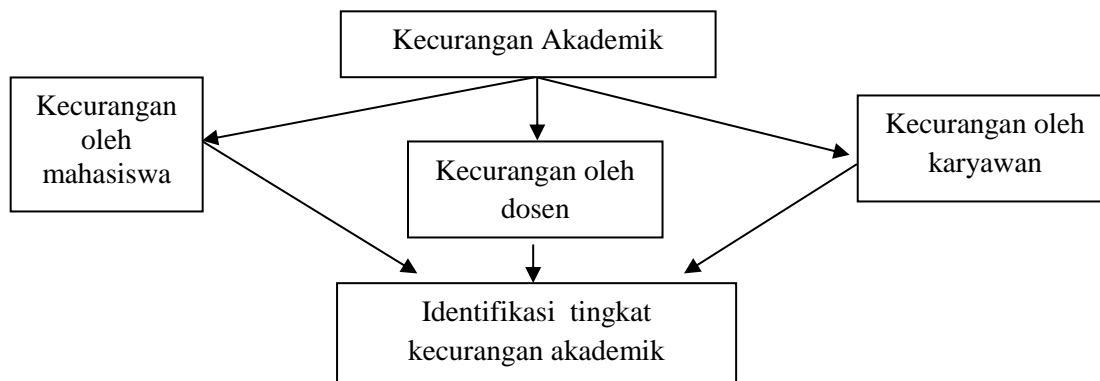 Kecurangan Akademik
Kecurangan
oleh
mahasiswa
Kecurangan oleh
dosen
Kecurangan oleh
karyawan
Identifikasi tingkat
kecurangan akademik